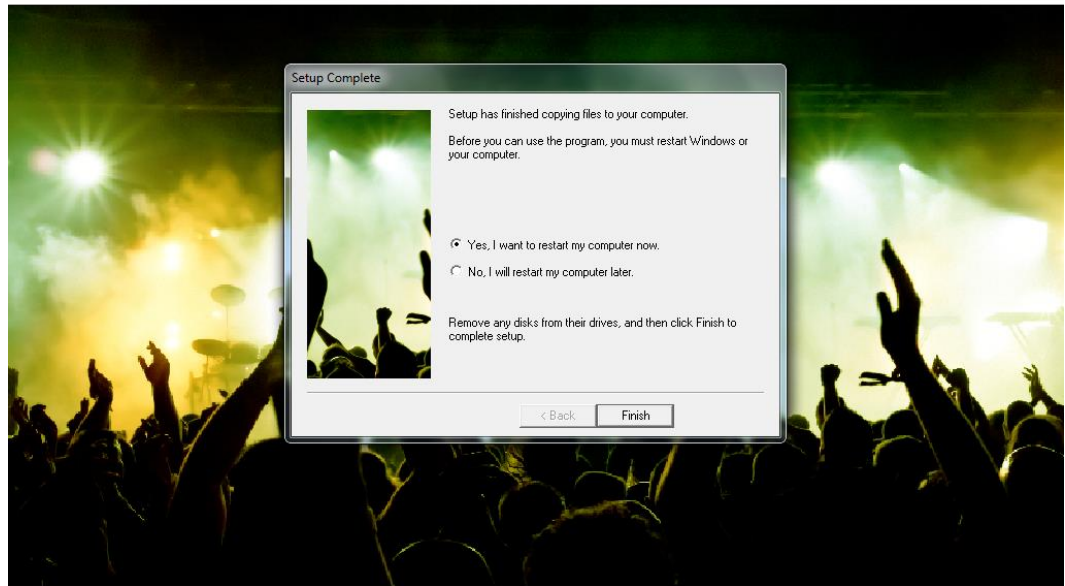 Setup Complete
Setup has finished copying files to your computer.
Before you can use the program, you must restart Windows or
your computer.
Yes, I want to restart my computer now.
No, I will restart my computer later.
Remove any disks from their drives, and then click Finish to
complete setup.
< Back
Finish